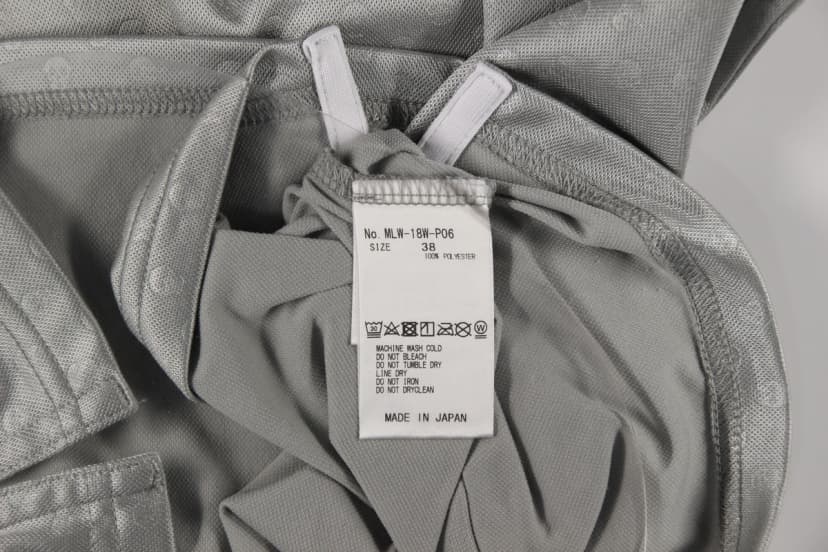 No. MLW-18W-P06
SIZE 38
100% POLYESTER
30 W
MACHINE WASH COLD
DO NOT BLEACH
DO NOT TUMBLE DRY
LINE DRY
DO NOT IRON
DO NOT DRYCLEAN
MADE IN JAPAN